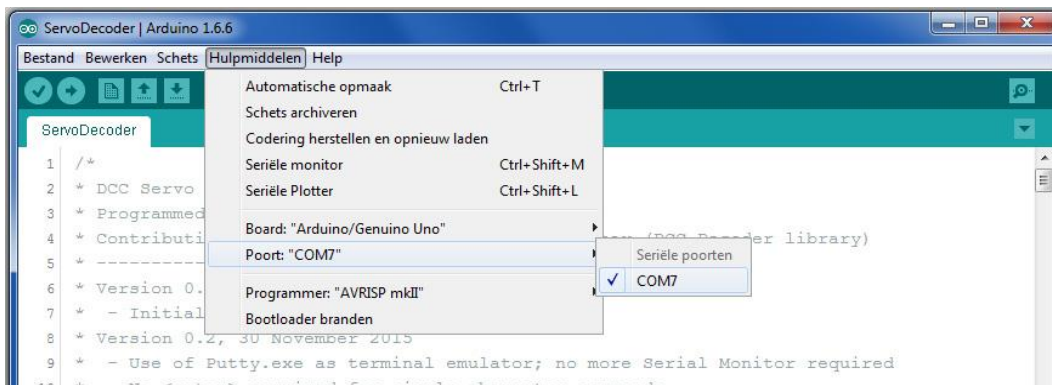 ServoDecoder | Arduino 1.6.6
Bestand Bewerken Schets Hulpmiddelen Help
Automatische opmaak Ctrl+T
Schets archiveren
ServoDecoder
Codering herstellen en opnieuw laden
1 /*
Seriële monitor Ctrl+Shift+M
2 * DCC Servo
Seriële Plotter Ctrl+Shift+L
3 * Programmed
Board: "Arduino/Genuino Uno"
4 * Contributi (DCC Decoder library)
Poort: "COM7"
Seriële poorten
5 * ----------
COM7
6 * Version 0.
Programmer: "AVRISP mkII"
7 * - Initial
Bootloader branden
8 * Version 0.2, 30 November 2015
9 * - Use of Putty.exe as terminal emulator; no more Serial Monitor required